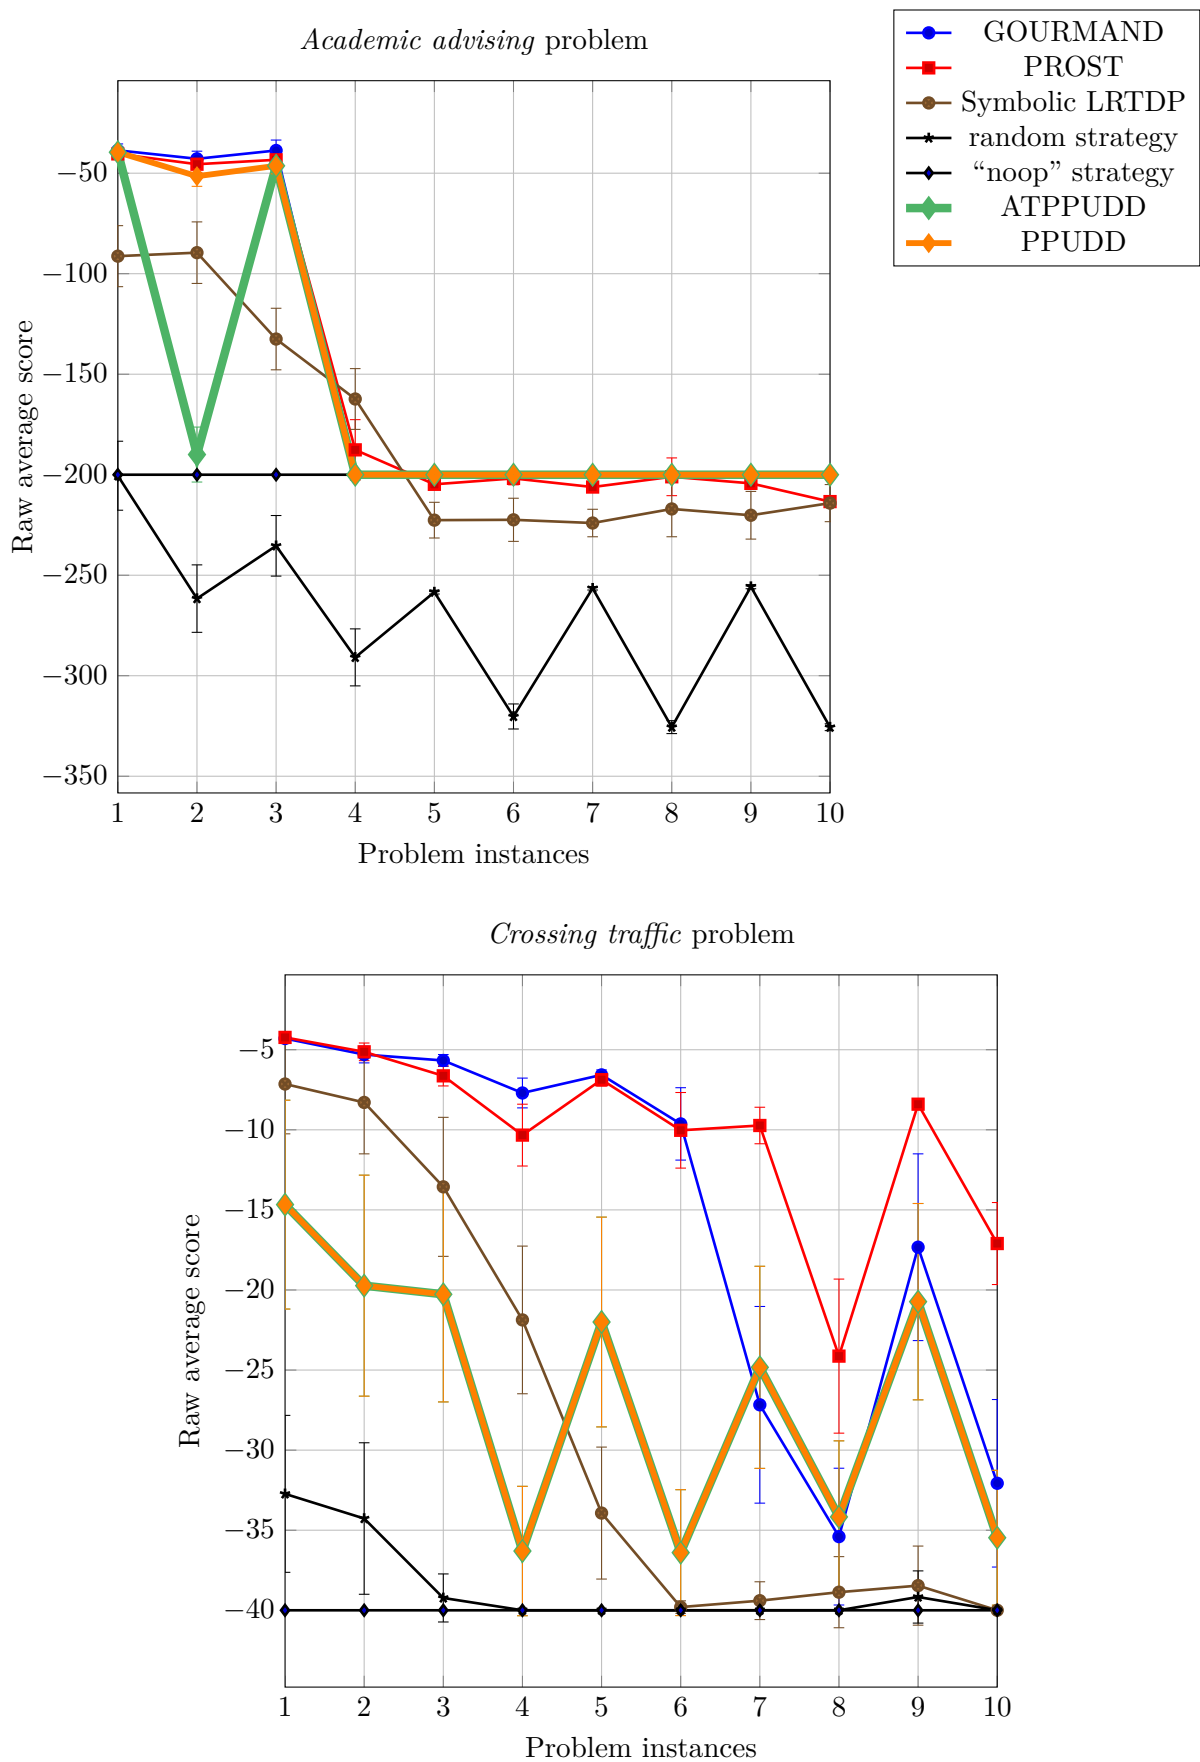 Academic advising problem
GOURMAND
PROST
Symbolic LRTDP
random strategy
“noop” strategy
ATPPUDD
PPUDD
−50
−100
−150
−200
−250
−300
−350
Raw average score
1 2 3 4 5 6 7 8 9 10
Problem instances
Crossing traffic problem
−5
−10
−15
−20
−25
−30
−35
−40
Raw average score
1 2 3 4 5 6 7 8 9 10
Problem instances